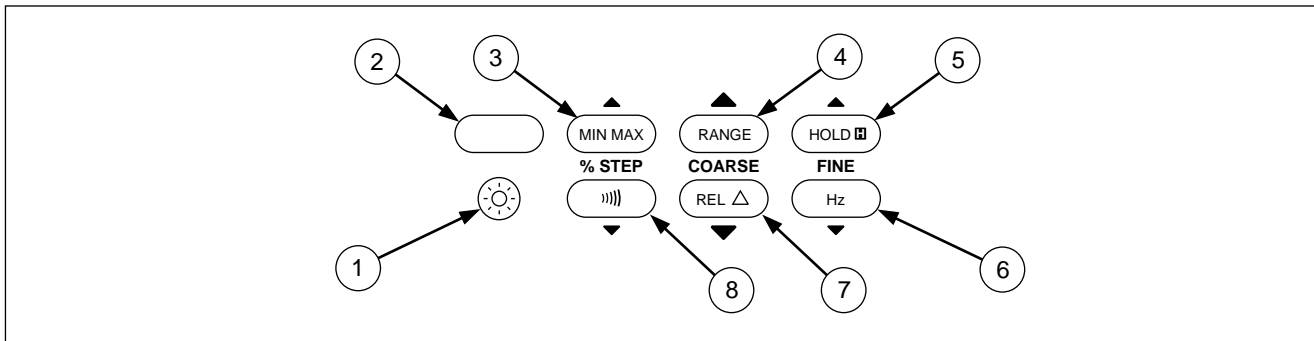 2 3 4 5
MIN MAX RANGE HOLD H
% STEP COARSE FINE
REL △ Hz
1 8 7 6